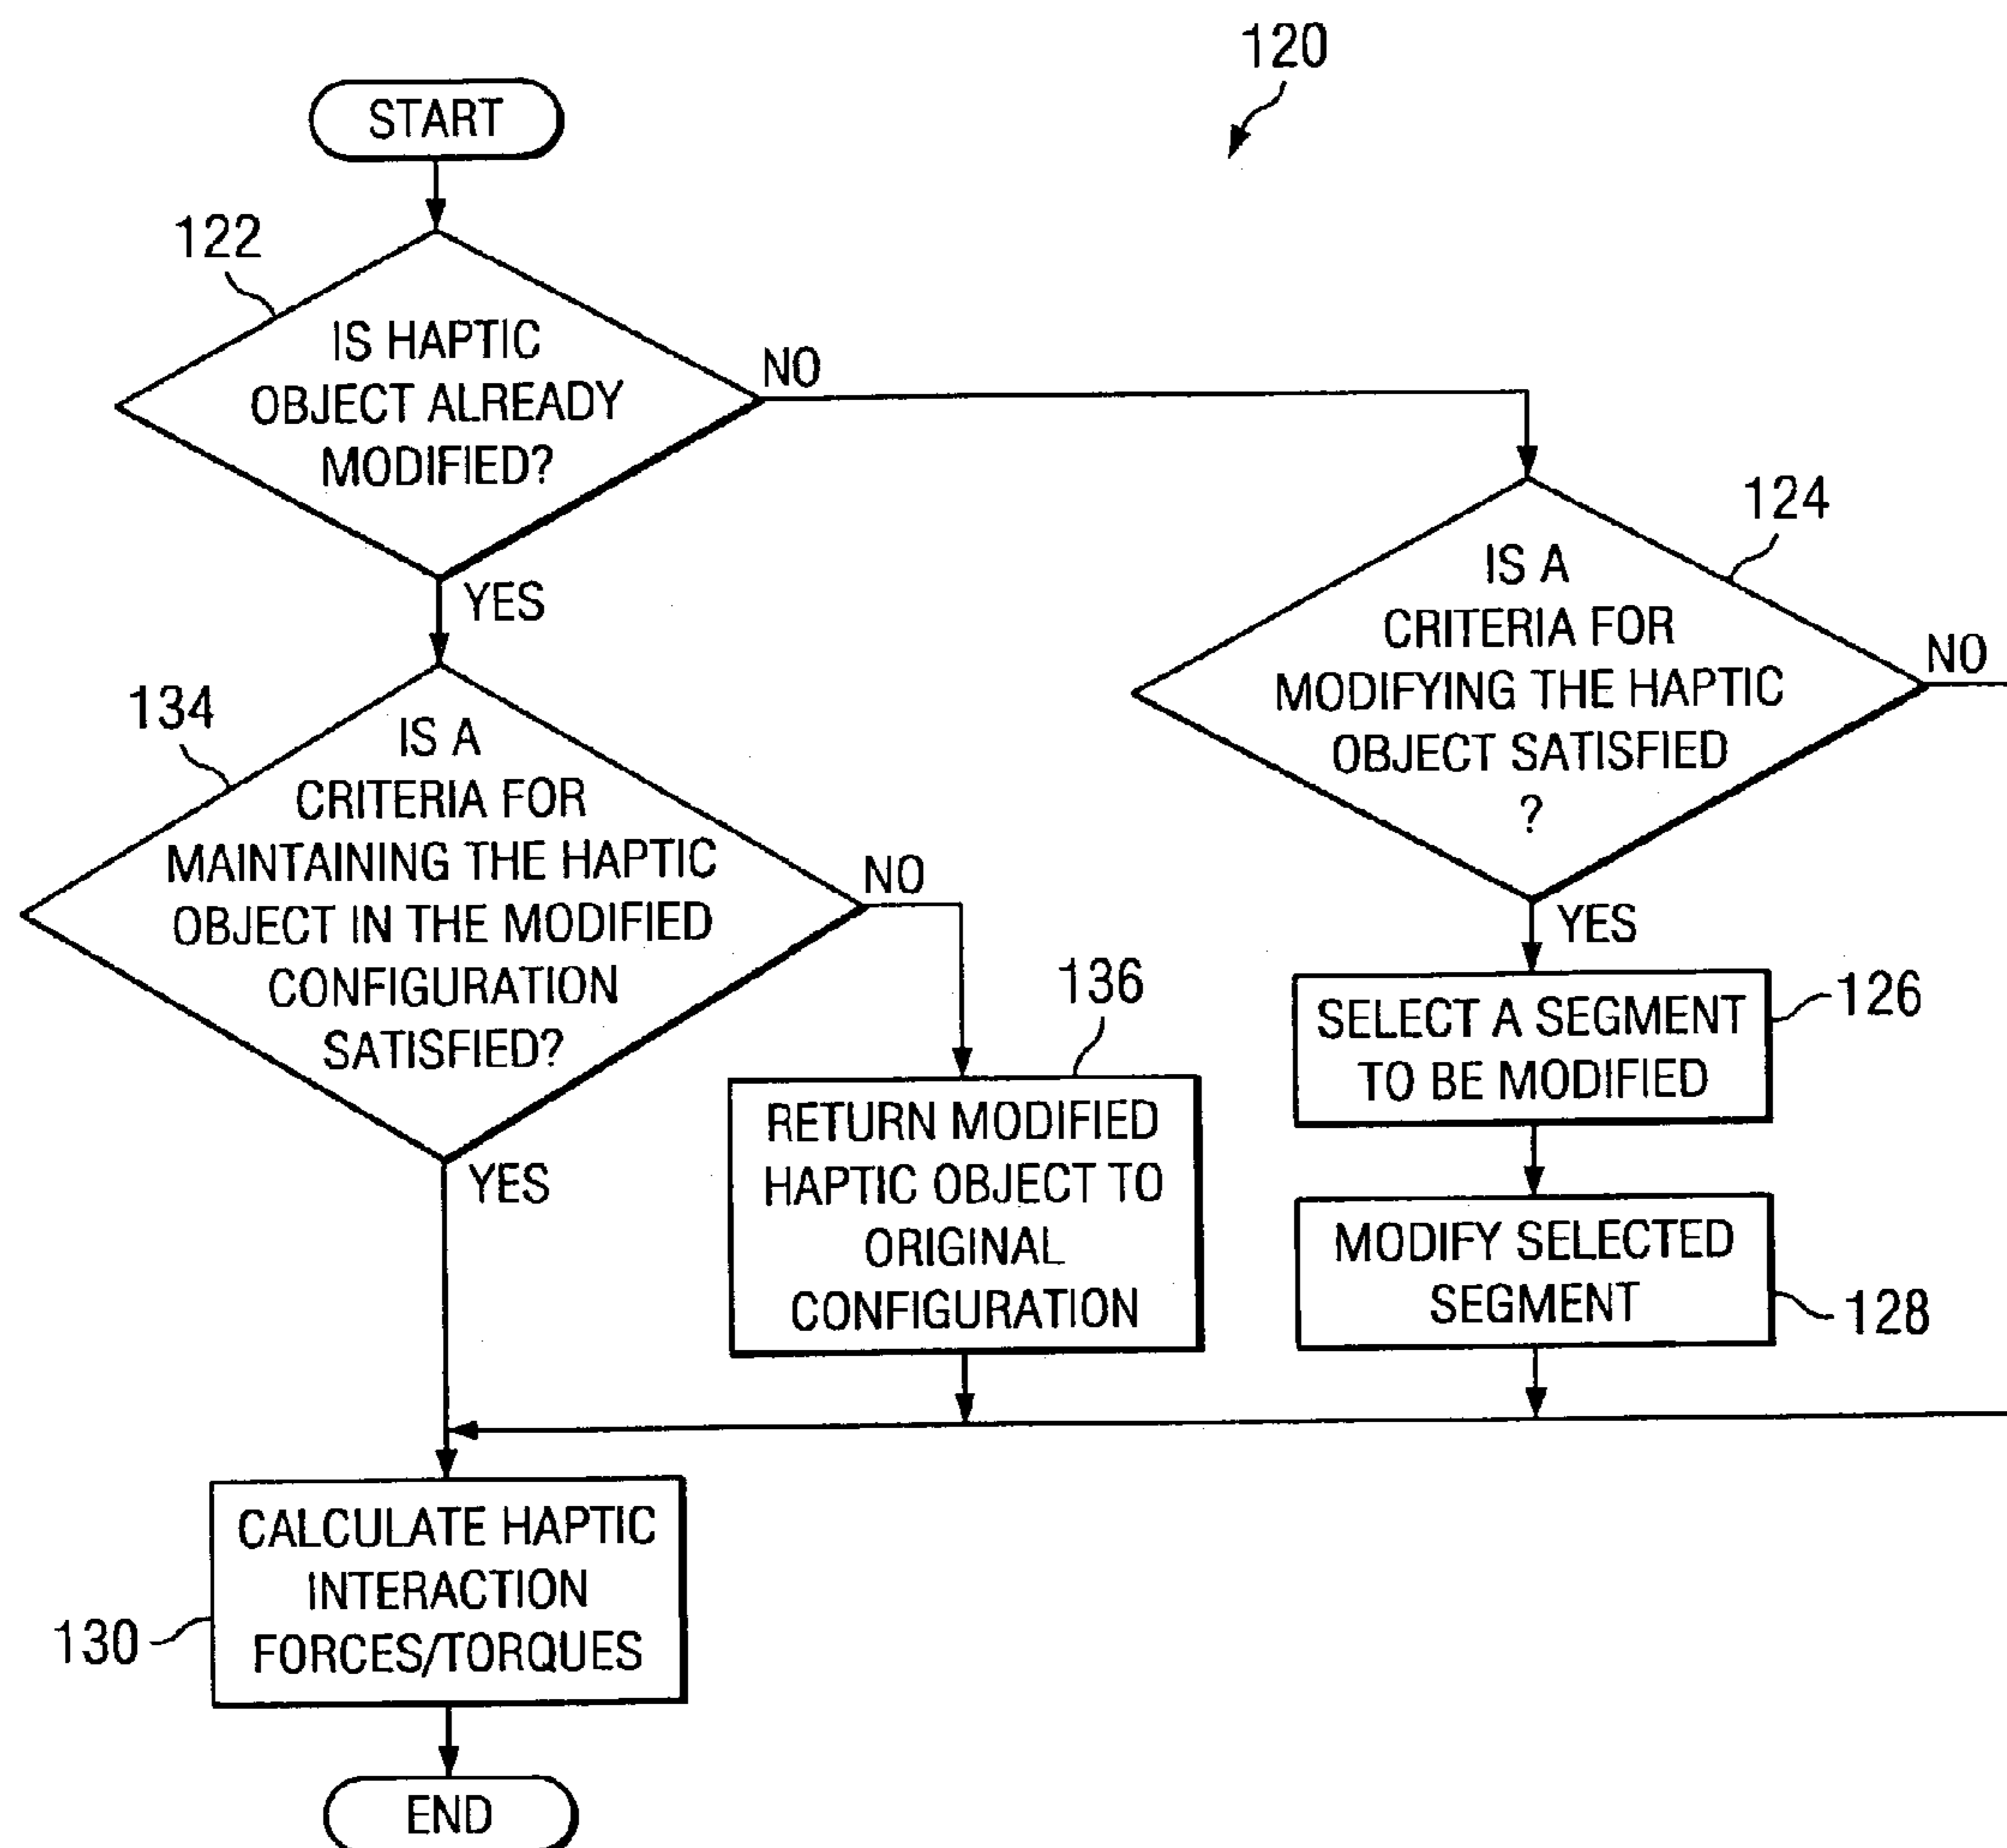 120
START
122
IS HAPTIC
OBJECT ALREADY
MODIFIED?
NO
YES
124
IS A
CRITERIA FOR
MODIFYING THE HAPTIC
OBJECT SATISFIED
?
NO
YES
134
IS A
CRITERIA FOR
MAINTAINING THE HAPTIC
OBJECT IN THE MODIFIED
CONFIGURATION
SATISFIED?
NO
YES
136
RETURN MODIFIED
HAPTIC OBJECT TO
ORIGINAL
CONFIGURATION
126
SELECT A SEGMENT
TO BE MODIFIED
MODIFY SELECTED
SEGMENT
128
CALCULATE HAPTIC
INTERACTION
FORCES/TORQUES
130
END